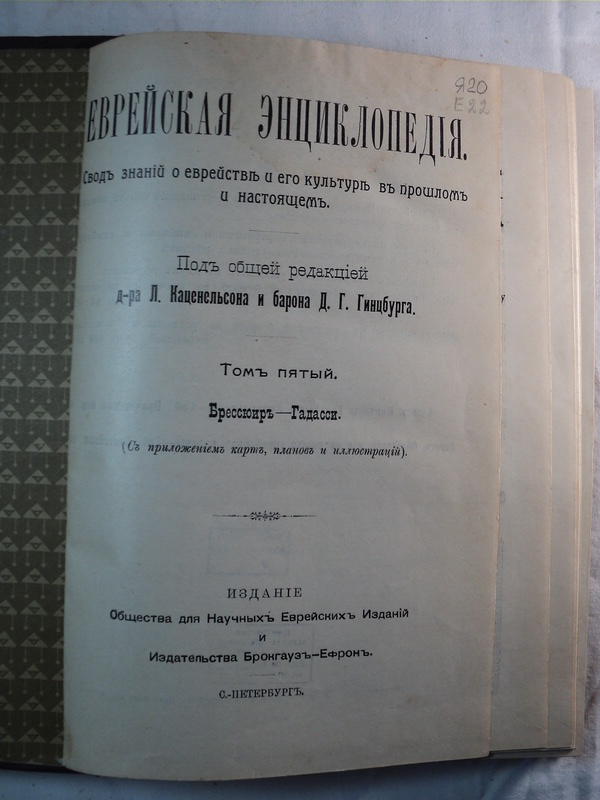 Я20
Е22
ЕВРЕЙСКАЯ ЭНЦИКЛОПЕДІЯ.
Сводъ знаній о еврействѣ и его культурѣ въ прошломъ
и настоящемъ.
Подъ общей редакціей
д-ра Л. Каценельсона и барона Д. Г. Гинцбурга.
Томъ пятый.
Брессюиръ—Гадасси.
(Съ приложеніемъ картъ, плановъ и иллюстрацій).
ИЗДАНІЕ
Общества для Научныхъ Еврейскихъ Изданій
и
Издательства Брокгаузъ-Ефронъ.
С.-ПЕТЕРБУРГЪ.